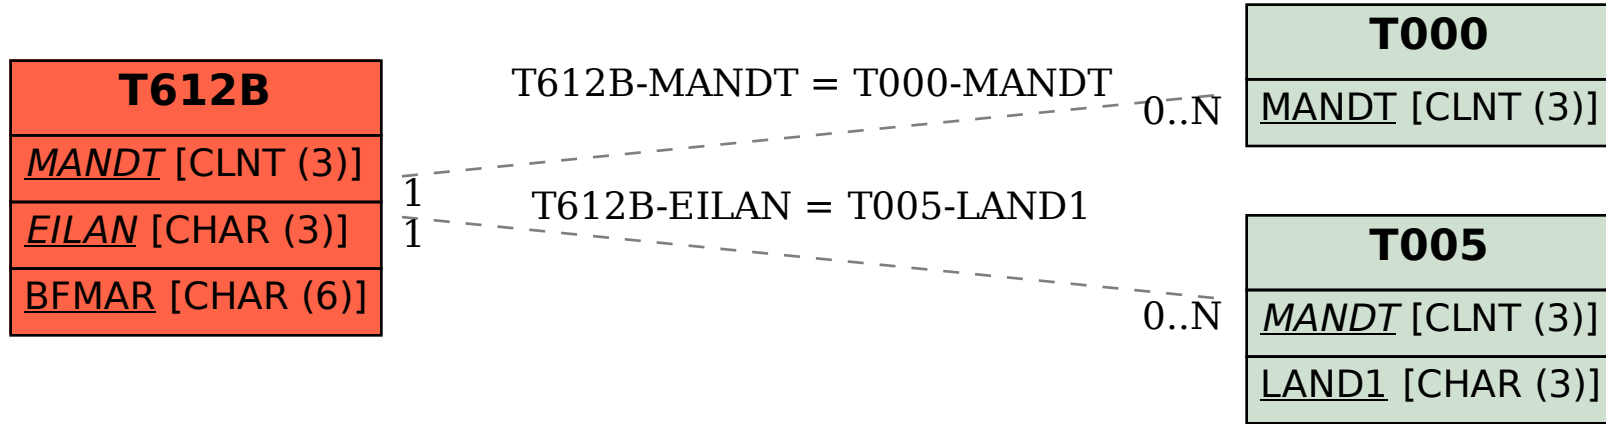 T612B
MANDT [CLNT (3)]
EILAN [CHAR (3)]
BFMAR [CHAR (6)]
T612B-MANDT = T000-MANDT
0..N
1
T612B-EILAN = T005-LAND1
1
0..N
T000
MANDT [CLNT (3)]
T005
MANDT [CLNT (3)]
LAND1 [CHAR (3)]